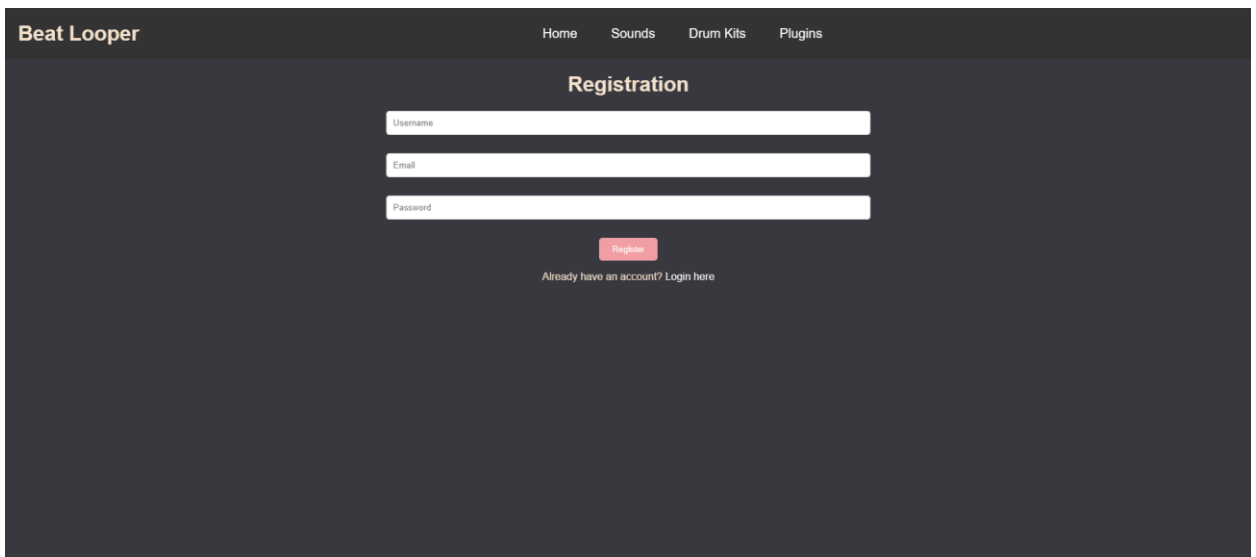 Beat Looper Home Sounds Drum Kits Plugins
Registration
Username
Email
Password
Register
Already have an account? Login here